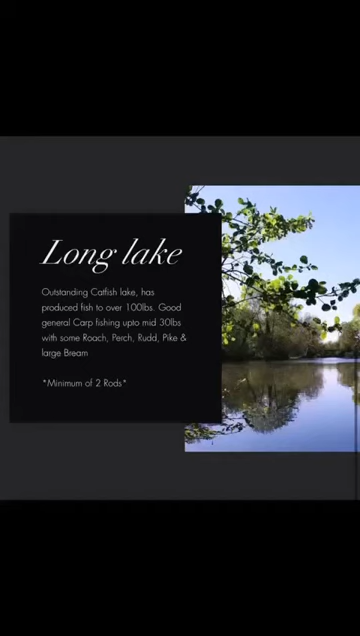 Long lake
Outstanding Catfish lake, has
produced fish to over 100lbs. Good
general Carp fishing upto mid 30lbs
with some Roach, Perch, Rudd, Pike &
large Bream
*Minimum of 2 Rods*